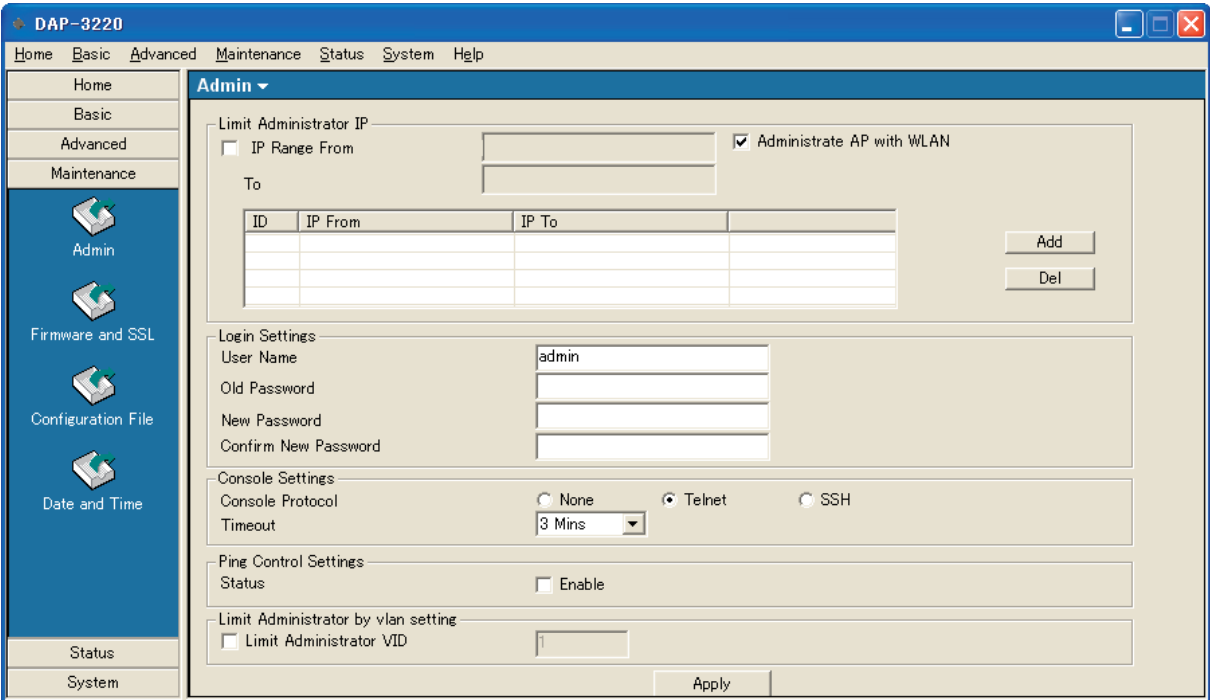 DAP-3220
Home Basic Advanced Maintenance Status System Help
Home
Basic
Advanced
Maintenance
Admin
Firmware and SSL
Configuration File
Date and Time
Status
System
Admin
Limit Administrator IP
IP Range From
Administrate AP with WLAN
To
ID IP From IP To
Add
Del
Login Settings
User Name admin
Old Password
New Password
Confirm New Password
Console Settings
Console Protocol None Telnet SSH
Timeout 3 Mins
Ping Control Settings
Status Enable
Limit Administrator by vlan setting
Limit Administrator VID 1
Apply